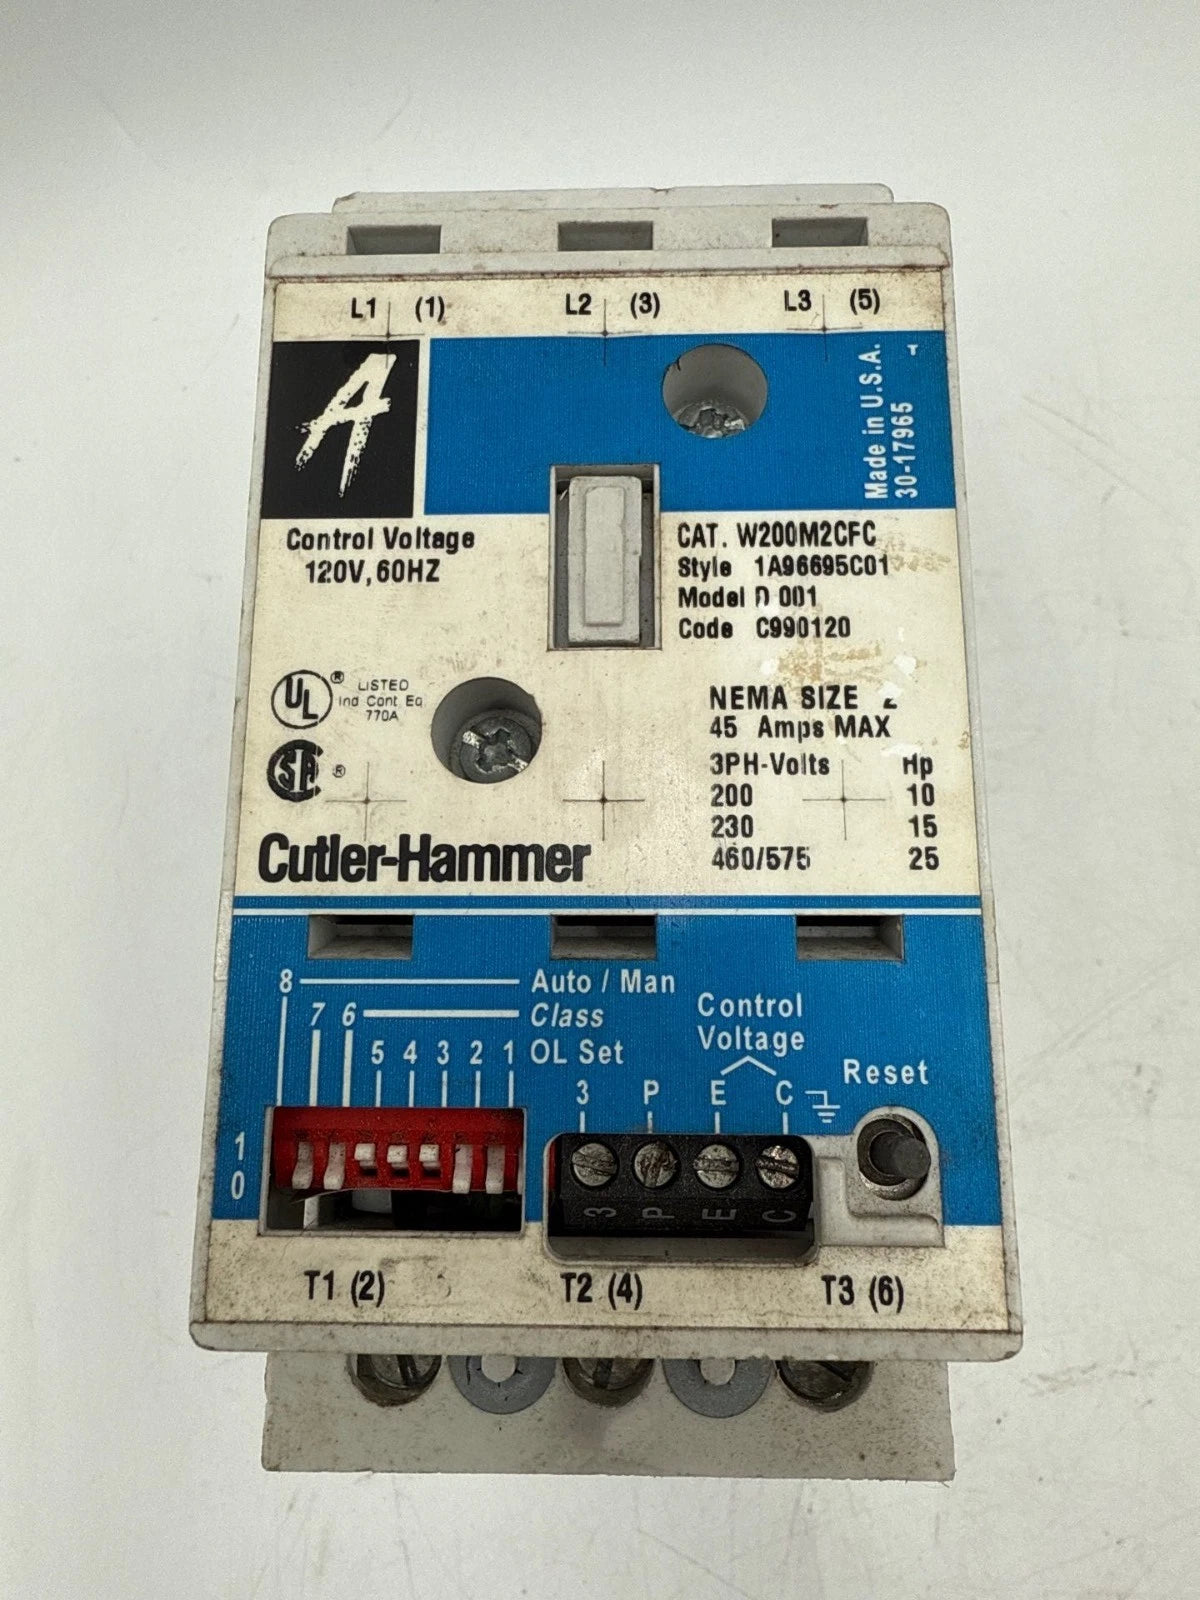 L1 (1) L2 (3) L3 (5)
A
Made in U.S.A.
30-17965
T
Control Voltage
120V, 60HZ
CAT. W200M2CFC
Style 1A96695C01
Model D 001
Code C990120
UL ® LISTED
Ind Cont Eq
770A
SA ®
NEMA SIZE 2
45 Amps MAX
3PH-Volts Hp
200 10
230 15
460/575 25
Cutler-Hammer
8 Auto / Man
7 6 Class
5 4 3 2 1 OL Set
Control
Voltage
3 P E C
Reset
1
0
3 P E C
T1 (2) T2 (4) T3 (6)